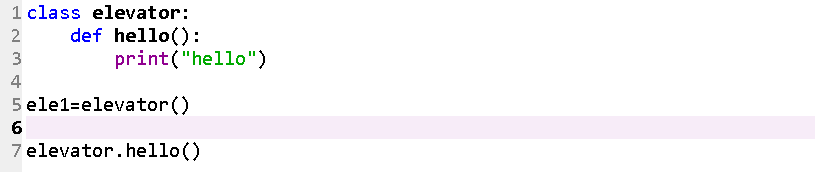 1 class elevator:
2     def hello():
3         print("hello")
4
5 ele1=elevator()
6
7 elevator.hello()